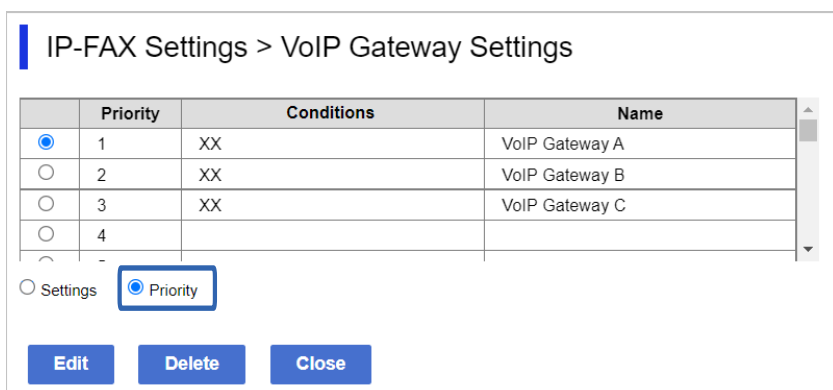 IP-FAX Settings > VoIP Gateway Settings
Priority Conditions Name
1 XX VoIP Gateway A
2 XX VoIP Gateway B
3 XX VoIP Gateway C
4
Settings Priority
Edit Delete Close